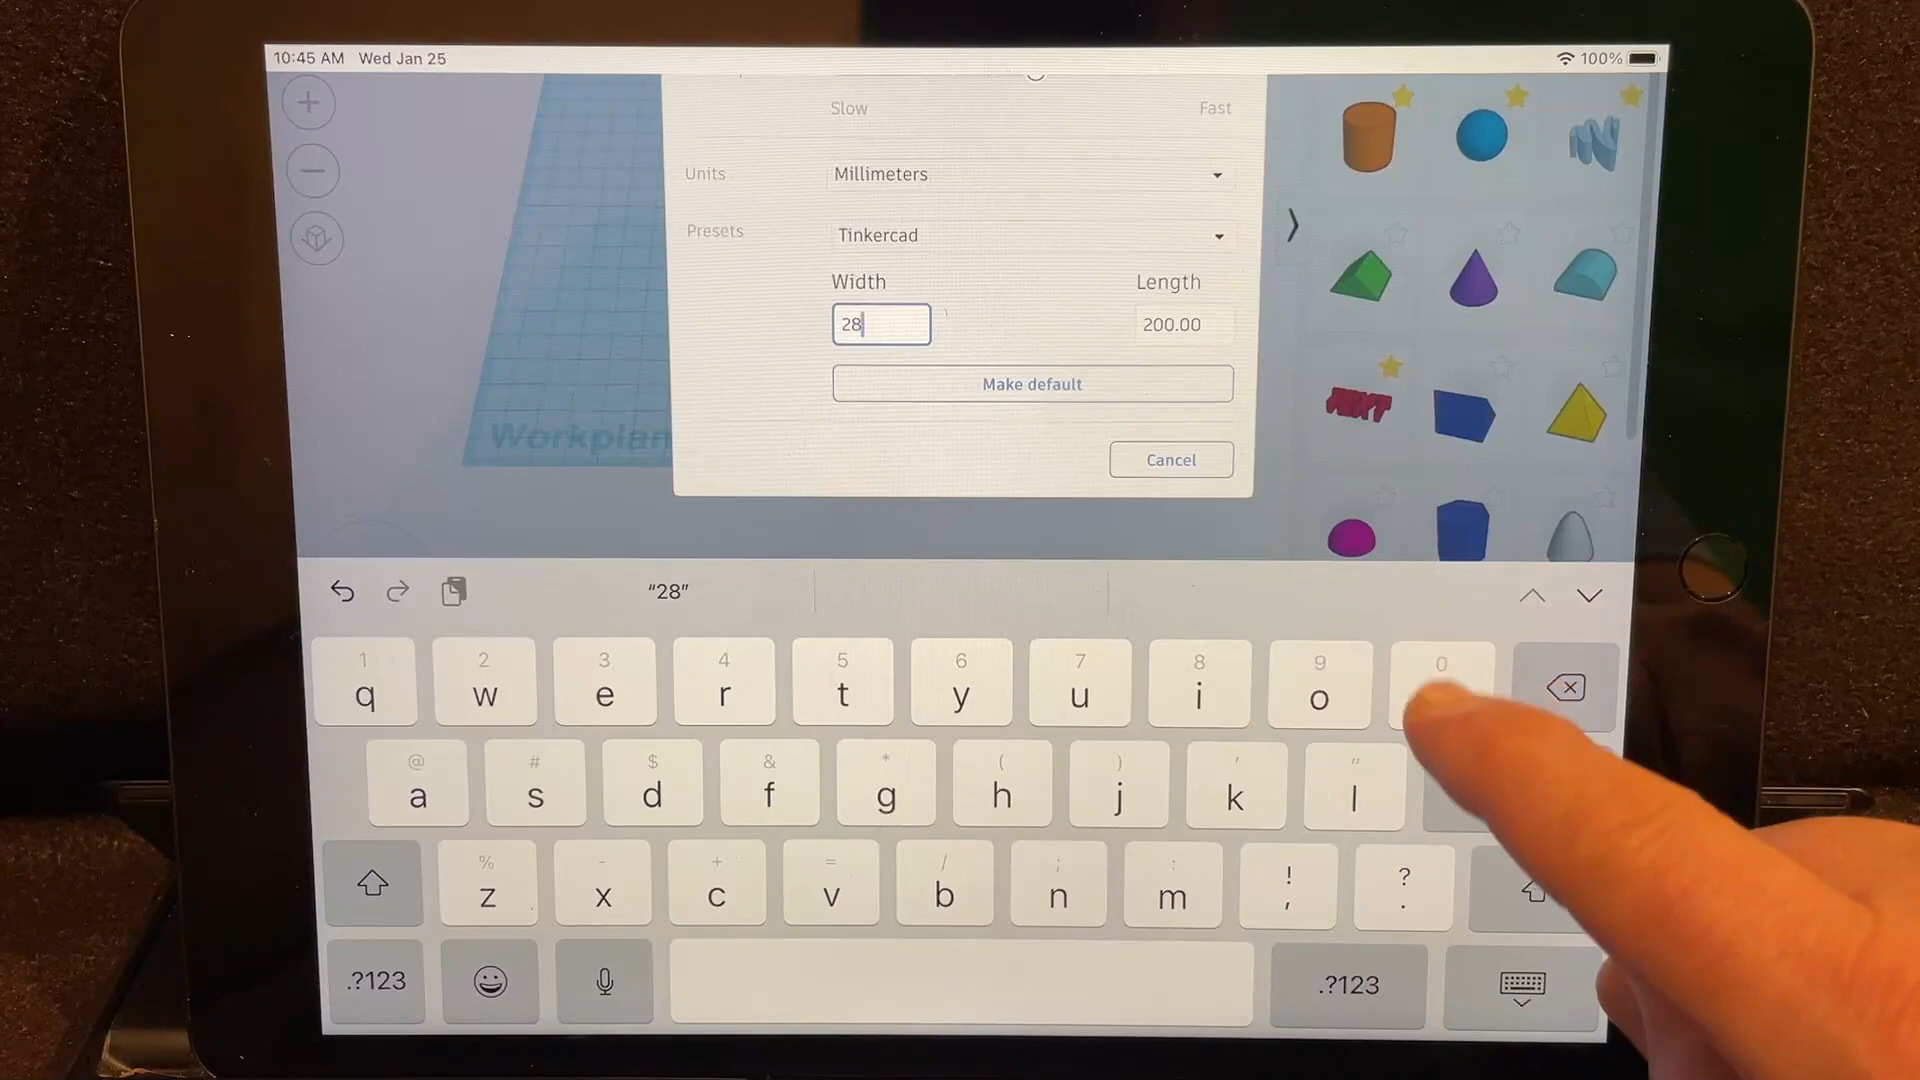 10:45 AM Wed Jan 25
100%
Slow Fast
Units Millimeters
Presets Tinkercad
Width Length
28 200.00
Make default
Cancel
TEXT
“28”
1 2 3 4 5 6 7 8 9 0
q w e r t y u i o
@ # $ & * ( ) ' "
a s d f g h j k l
% - + = / ; : ! ?
z x c v b n m , .
.?123 .?123